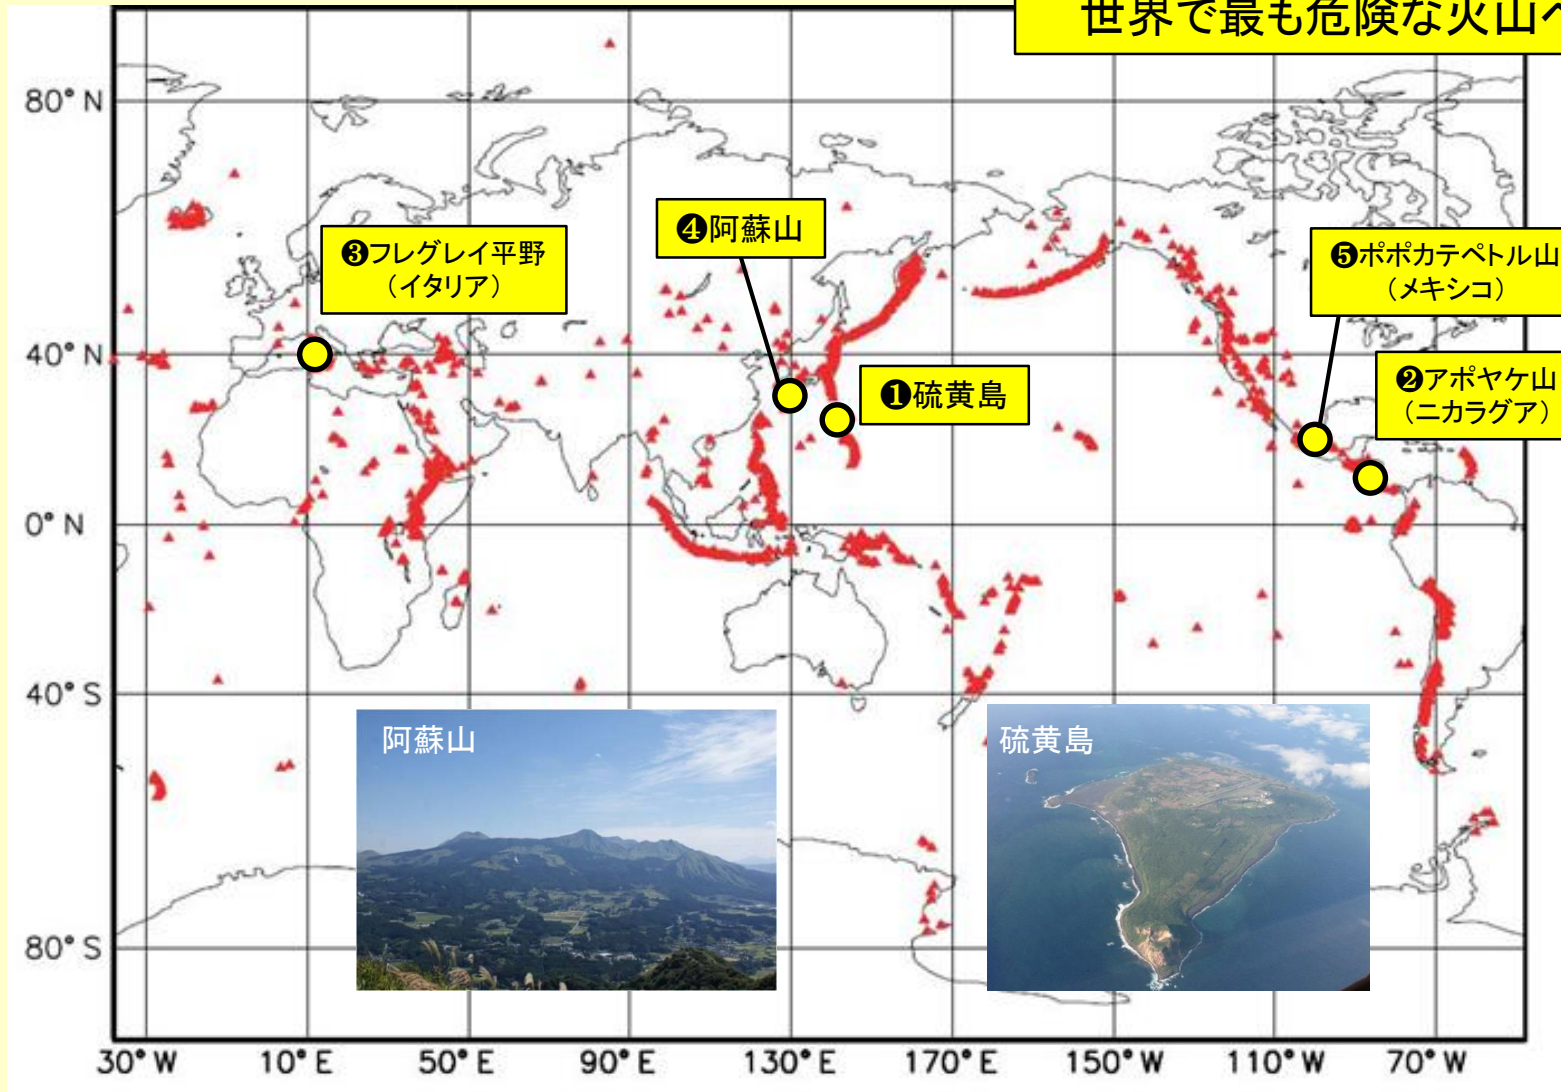 世界で最も危険な火山ベ
80° N
❹阿蘇山
❸フレグレイ平野
（イタリア）
❺ポポカテペトル山
（メキシコ）
40° N
❶硫黄島
❷アポヤケ山
（ニカラグア）
0° N
40° S
阿蘇山
硫黄島
80° S
30° W 10° E 50° E 90° E 130° E 170° E 150° W 110° W 70° W